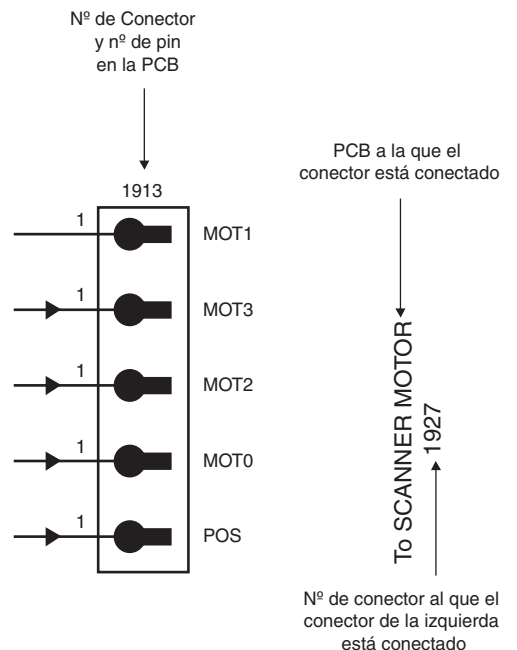 Nº de Conector
y nº de pin
en la PCB
1913
1 MOT1
1 MOT3
1 MOT2
1 MOT0
1 POS
PCB a la que el
conector está conectado
To SCANNER MOTOR
1927
Nº de conector al que el
conector de la izquierda
está conectado